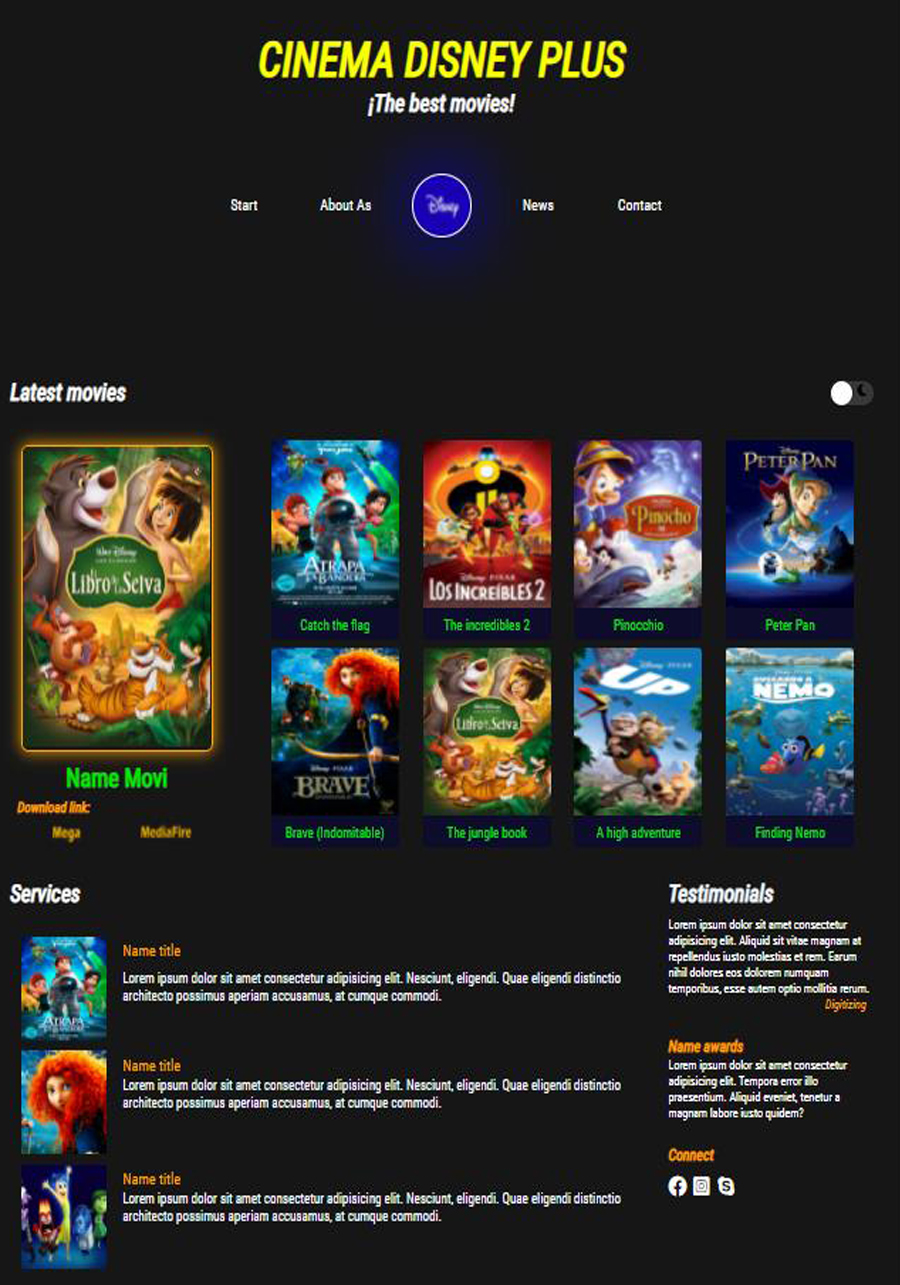 CINEMA DISNEY PLUS
¡The best movies!
Start
About As
Disney
News
Contact
Latest movies
Walt Disney
LOS CLÁSICOS
El Libro de la Selva
Name Movi
Download link:
Mega
MediaFire
ATRAPA
LA BANDERA
Catch the flag
Disney PIXAR
LOS INCREÍBLES 2
The incredibles 2
Pinocho
Pinocchio
Disney
PETER PAN
Peter Pan
Disney PIXAR
BRAVE
Brave (Indomitable)
Walt Disney
El Libro de la Selva
The jungle book
Disney PIXAR
UP
A high adventure
BUSCANDO A
NEMO
Finding Nemo
Services
ATRAPA
LA BANDERA
Name title
Lorem ipsum dolor sit amet consectetur adipisicing elit. Nesciunt, eligendi. Quae eligendi distinctio
architecto possimus aperiam accusamus, at cumque commodi.
Name title
Lorem ipsum dolor sit amet consectetur adipisicing elit. Nesciunt, eligendi. Quae eligendi distinctio
architecto possimus aperiam accusamus, at cumque commodi.
Name title
Lorem ipsum dolor sit amet consectetur adipisicing elit. Nesciunt, eligendi. Quae eligendi distinctio
architecto possimus aperiam accusamus, at cumque commodi.
Testimonials
Lorem ipsum dolor sit amet consectetur
adipisicing elit. Aliquid sit vitae magnam at
repellendus iusto molestias et rem. Earum
nihil dolores eos dolorem numquam
temporibus, esse autem optio mollitia rerum.
Digitizing
Name awards
Lorem ipsum dolor sit amet consectetur
adipisicing elit. Tempora error illo
praesentium. Aliquid eveniet, tenetur a
magnam labore iusto quidem?
Connect